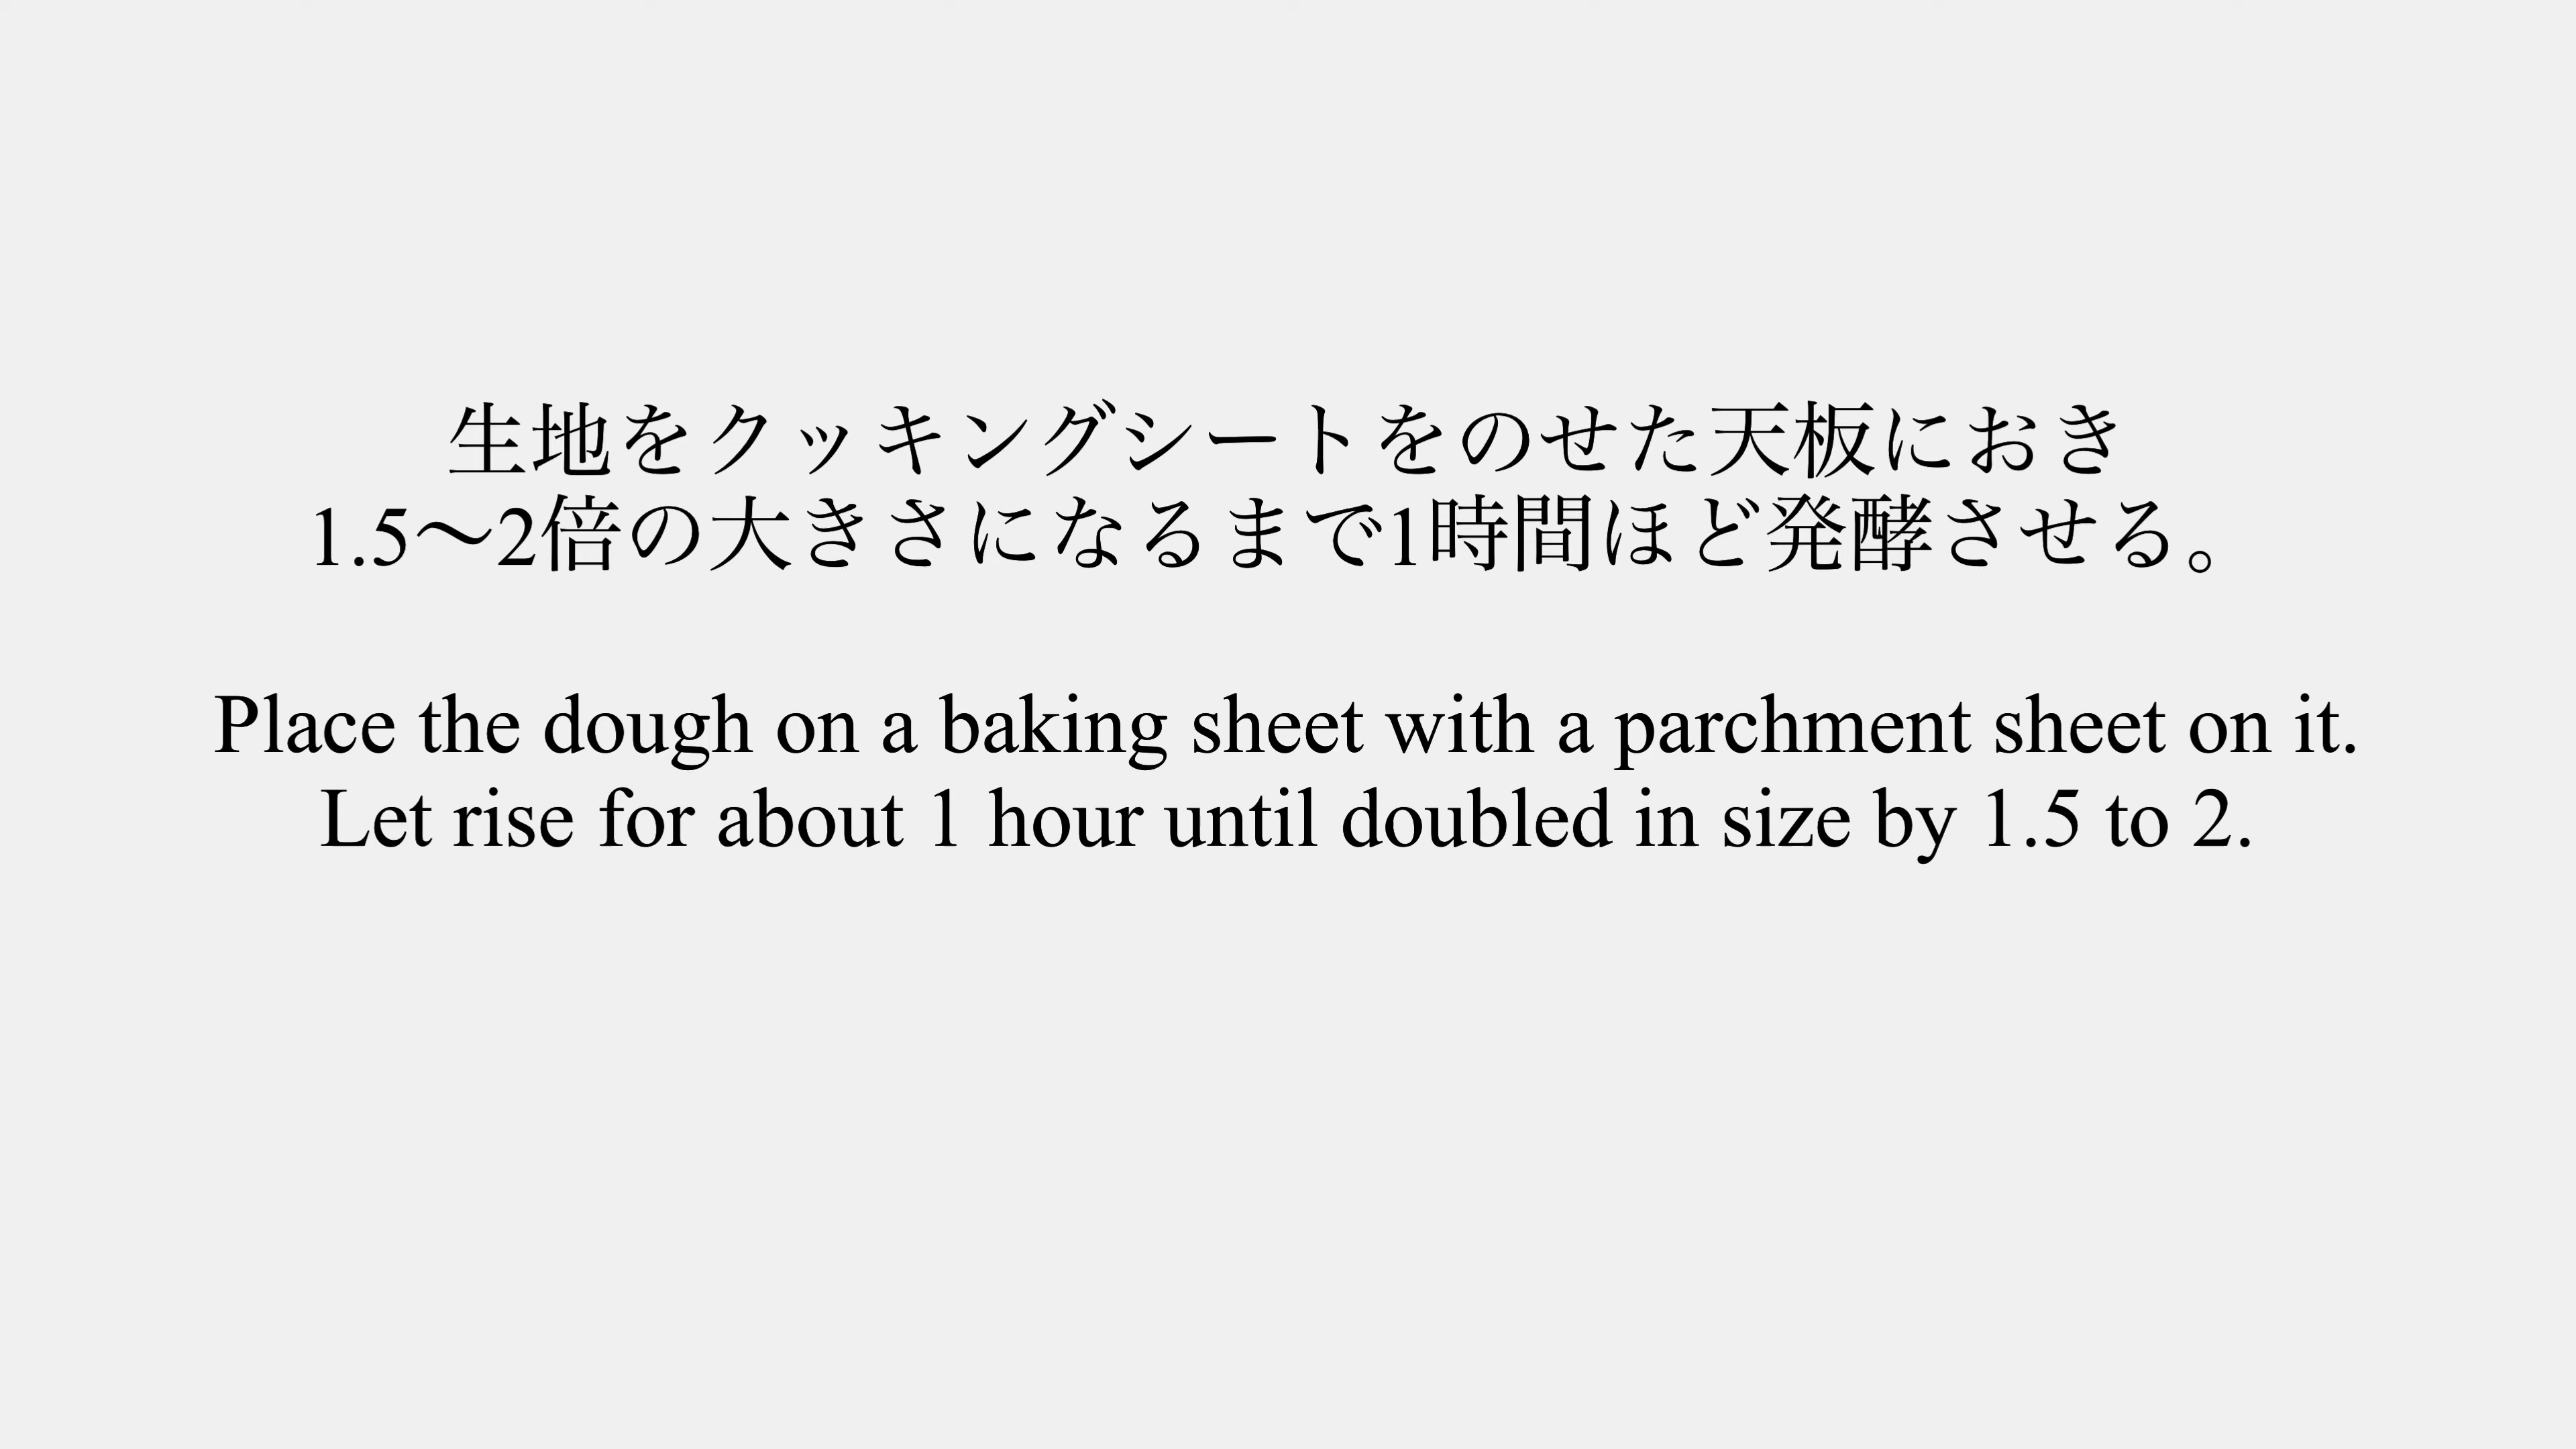 生地をクッキングシートをのせた天板におき
1.5〜2倍の大きさになるまで1時間ほど発酵させる。
Place the dough on a baking sheet with a parchment sheet on it.
Let rise for about 1 hour until doubled in size by 1.5 to 2.